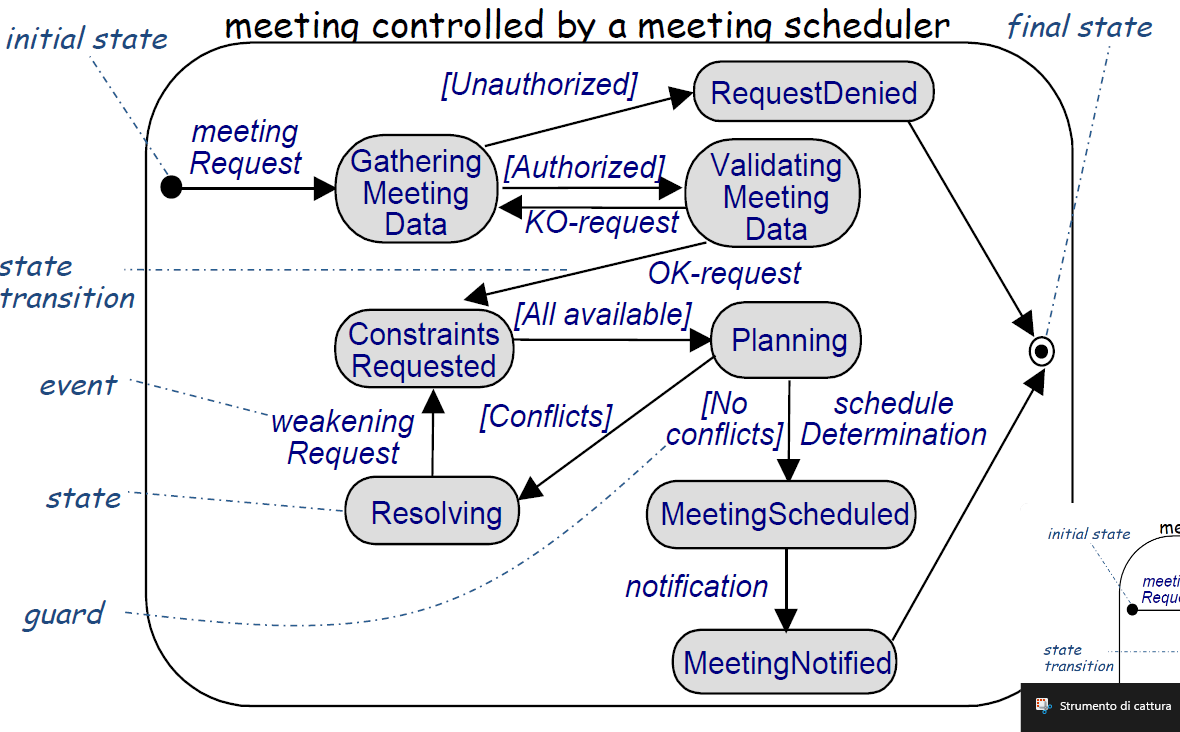 meeting controlled by a meeting scheduler
initial state
final state
[Unauthorized]
RequestDenied
meeting
Request
Gathering
Meeting
Data
[Authorized]
Validating
Meeting
Data
KO-request
state
transition
OK-request
Constraints
Requested
[All available]
Planning
event
weakening
Request
[Conflicts]
[No
conflicts]
schedule
Determination
state
Resolving
MeetingScheduled
guard
notification
MeetingNotified
me
initial state
meeti
Requ
state
transition
Strumento di cattura